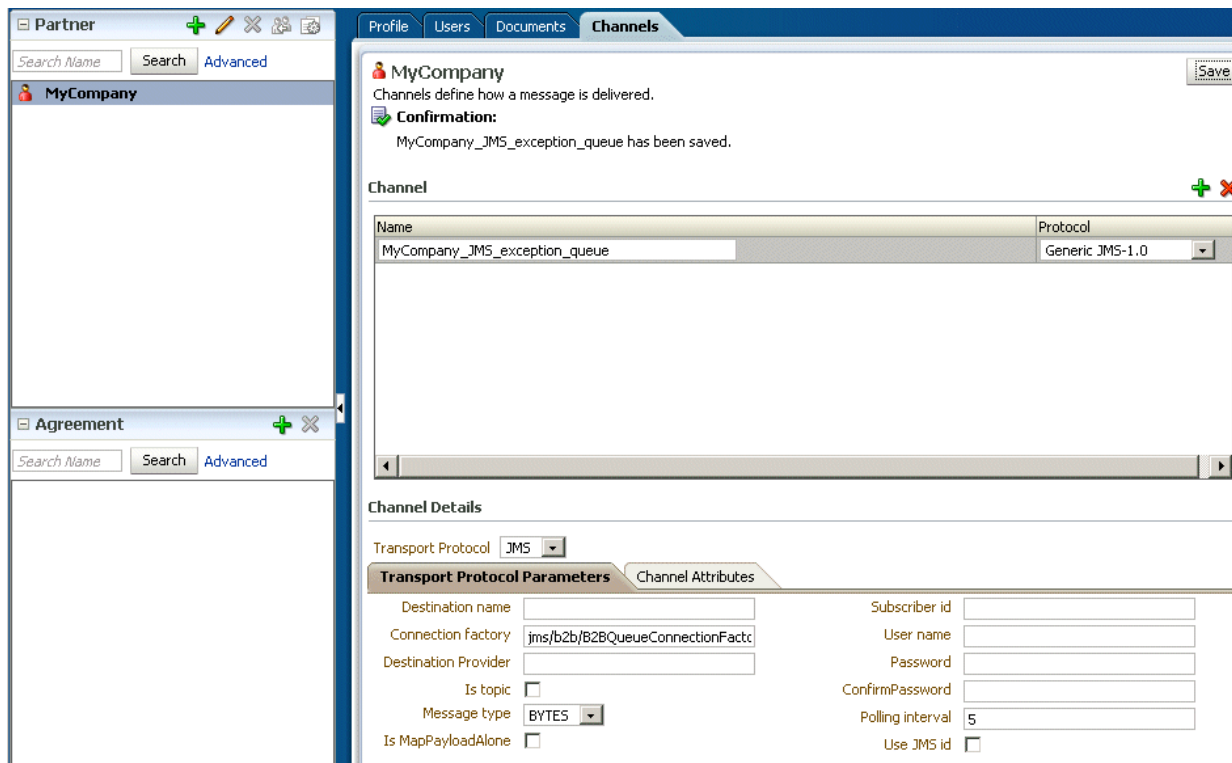 Partner
Search Name Search Advanced
MyCompany
Agreement
Search Name Search Advanced
Profile Users Documents Channels
MyCompany
Save
Channels define how a message is delivered.
Confirmation:
MyCompany_JMS_exception_queue has been saved.
Channel
Name Protocol
MyCompany_JMS_exception_queue Generic JMS-1.0
Channel Details
Transport Protocol JMS
Transport Protocol Parameters Channel Attributes
Destination name Subscriber id
Connection factory jms/b2b/B2BQueueConnectionFactc User name
Destination Provider Password
Is topic ConfirmPassword
Message type BYTES Polling interval 5
Is MapPayloadAlone Use JMS id